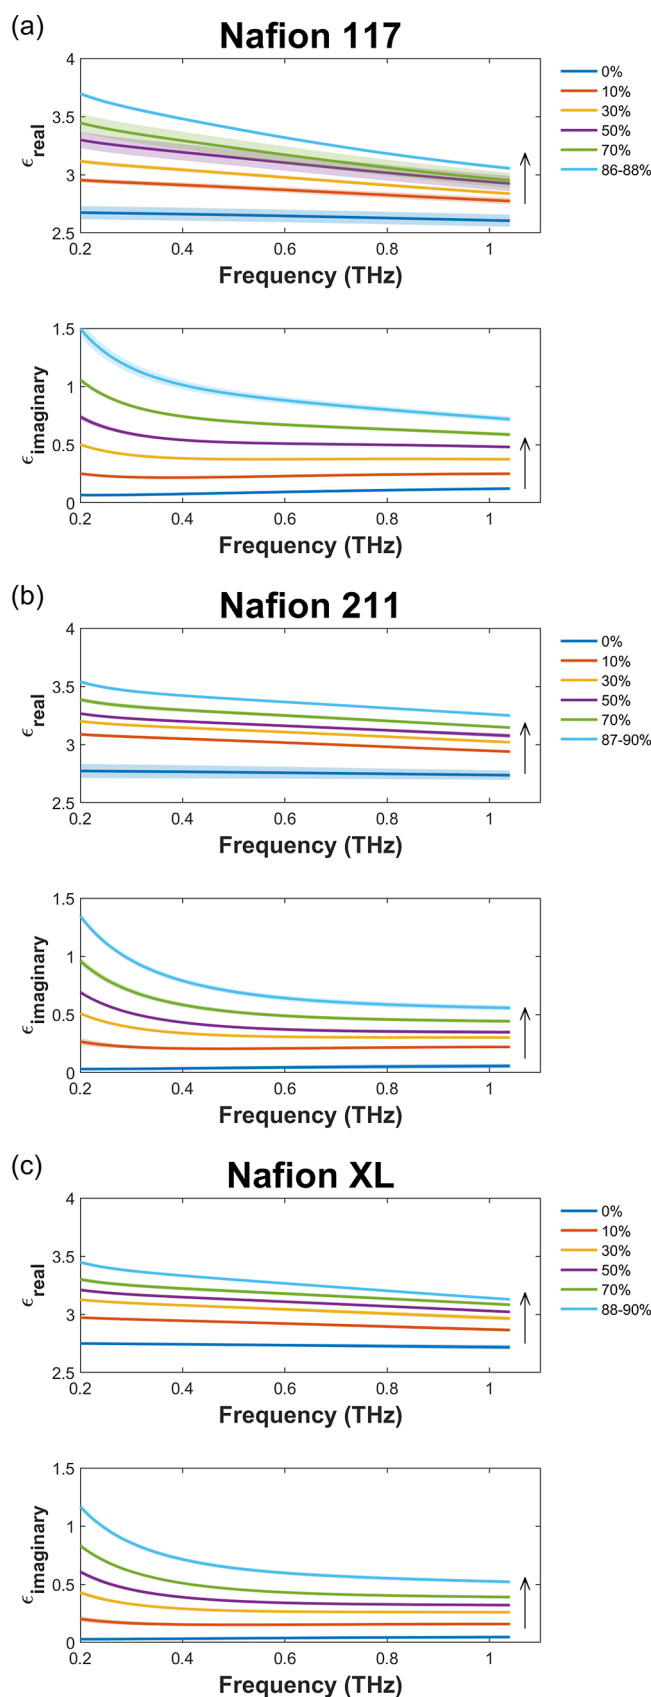 (a)
Nafion 117
4
3.5
3
2.5
ϵreal
0.2 0.4 0.6 0.8 1
Frequency (THz)
0%
10%
30%
50%
70%
86-88%
1.5
1
0.5
0
ϵimaginary
0.2 0.4 0.6 0.8 1
Frequency (THz)
(b)
Nafion 211
4
3.5
3
2.5
ϵreal
0.2 0.4 0.6 0.8 1
Frequency (THz)
0%
10%
30%
50%
70%
87-90%
1.5
1
0.5
0
ϵimaginary
0.2 0.4 0.6 0.8 1
Frequency (THz)
(c)
Nafion XL
4
3.5
3
2.5
ϵreal
0.2 0.4 0.6 0.8 1
Frequency (THz)
0%
10%
30%
50%
70%
88-90%
1.5
1
0.5
0
ϵimaginary
0.2 0.4 0.6 0.8 1
Frequency (THz)